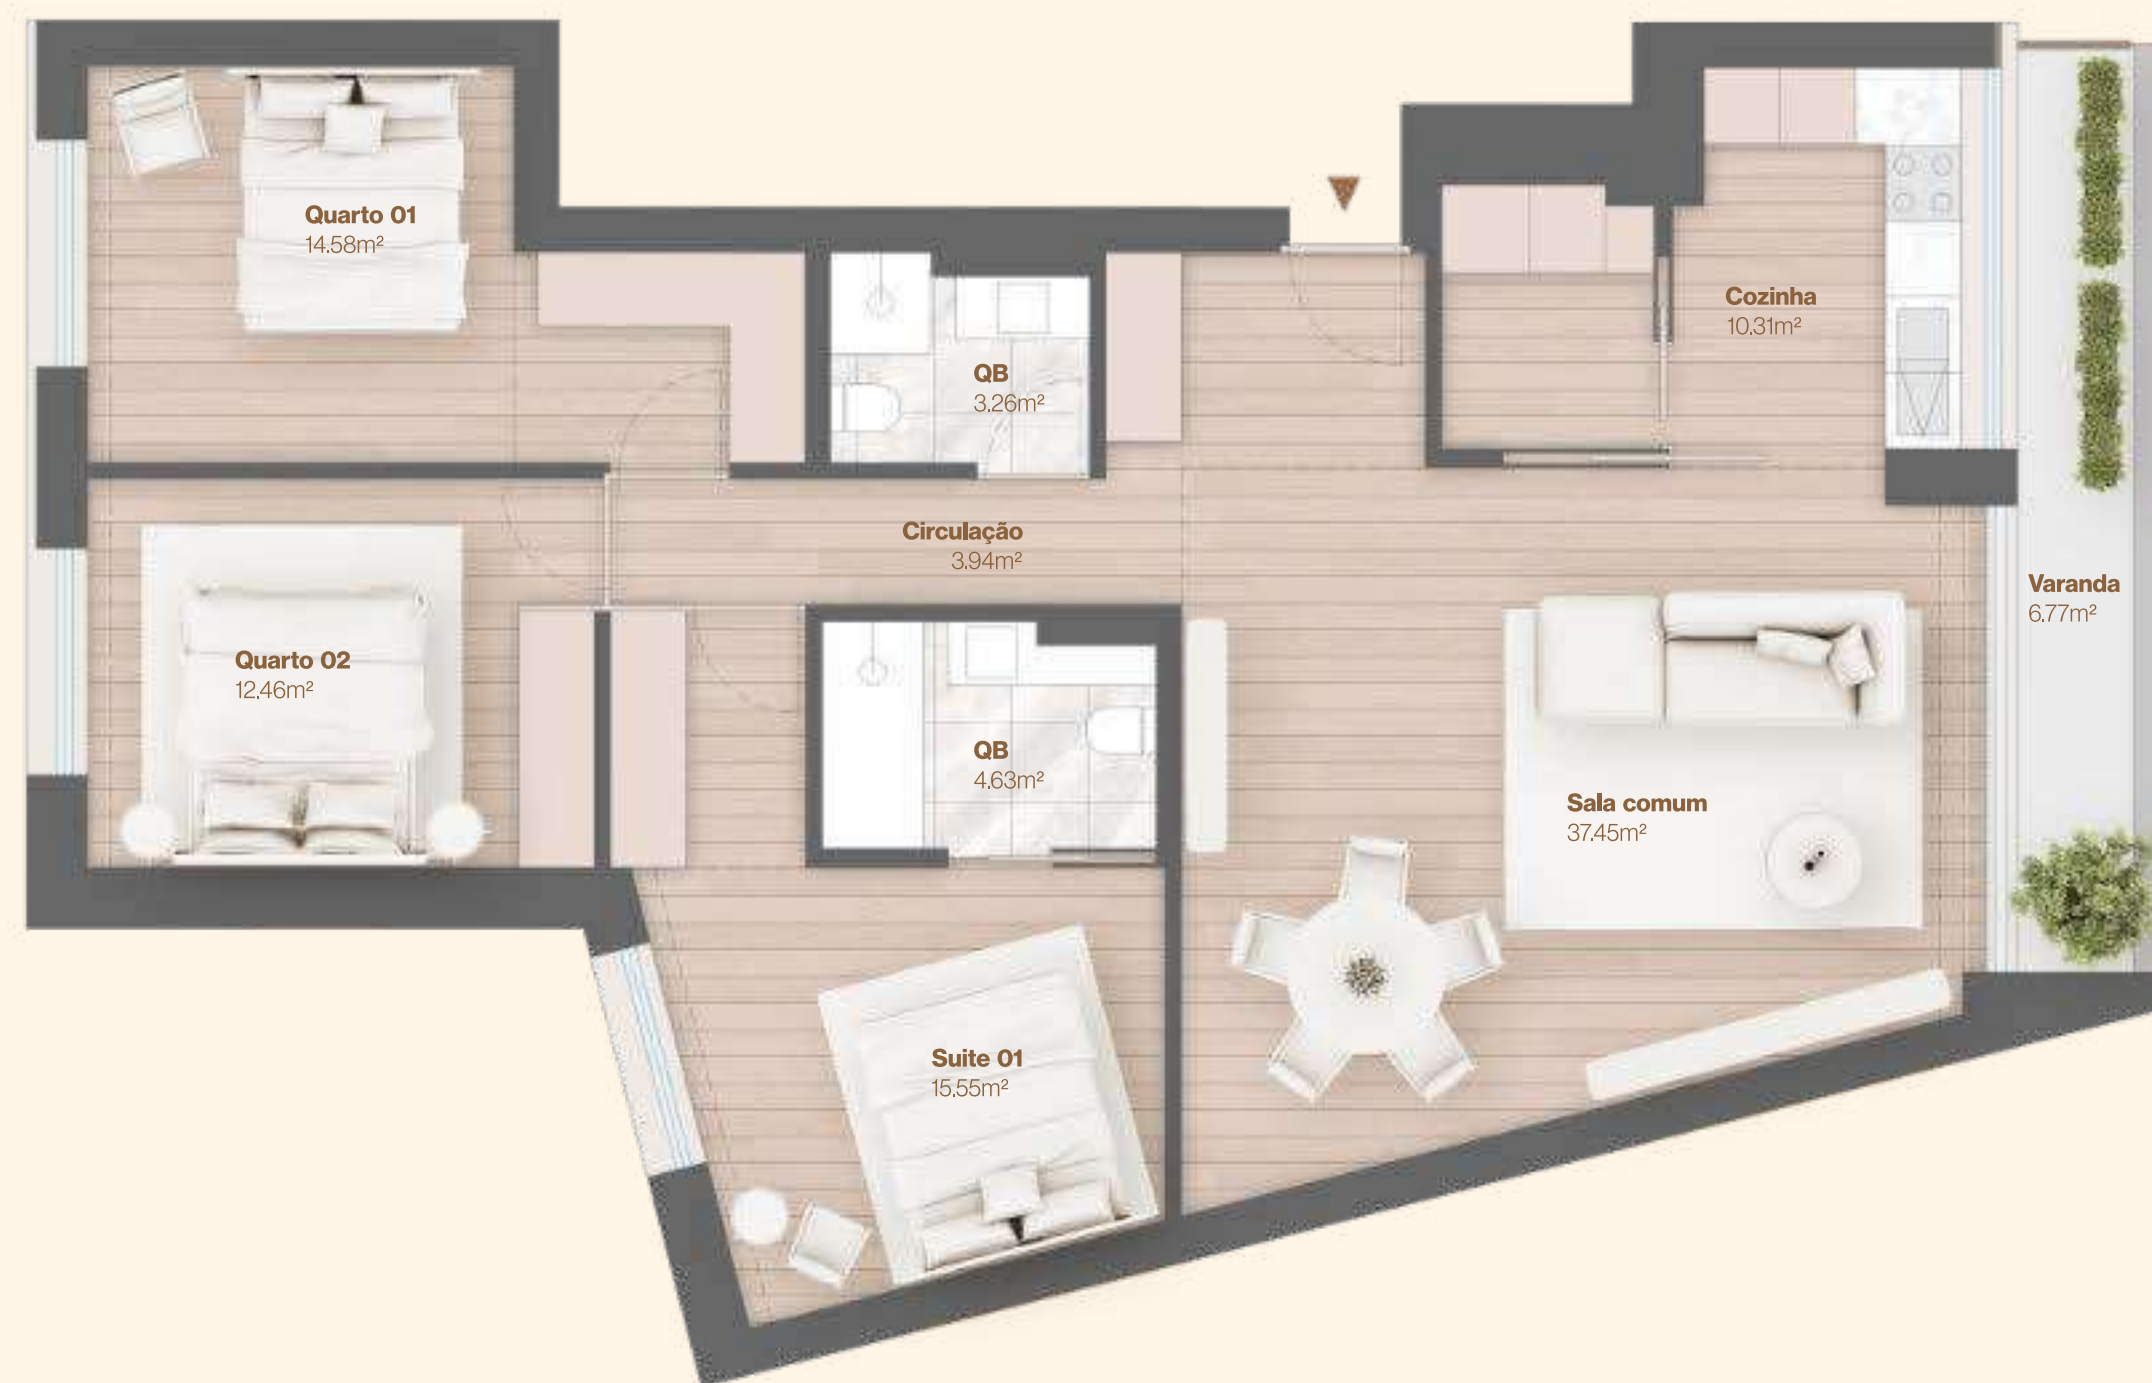 Quarto 01
14.58m²
Cozinha
10.31m²
QB
3.26m²
Circulação
3.94m²
Varanda
6.77m²
Quarto 02
12.46m²
QB
4.63m²
Sala comum
37.45m²
Suite 01
15.55m²